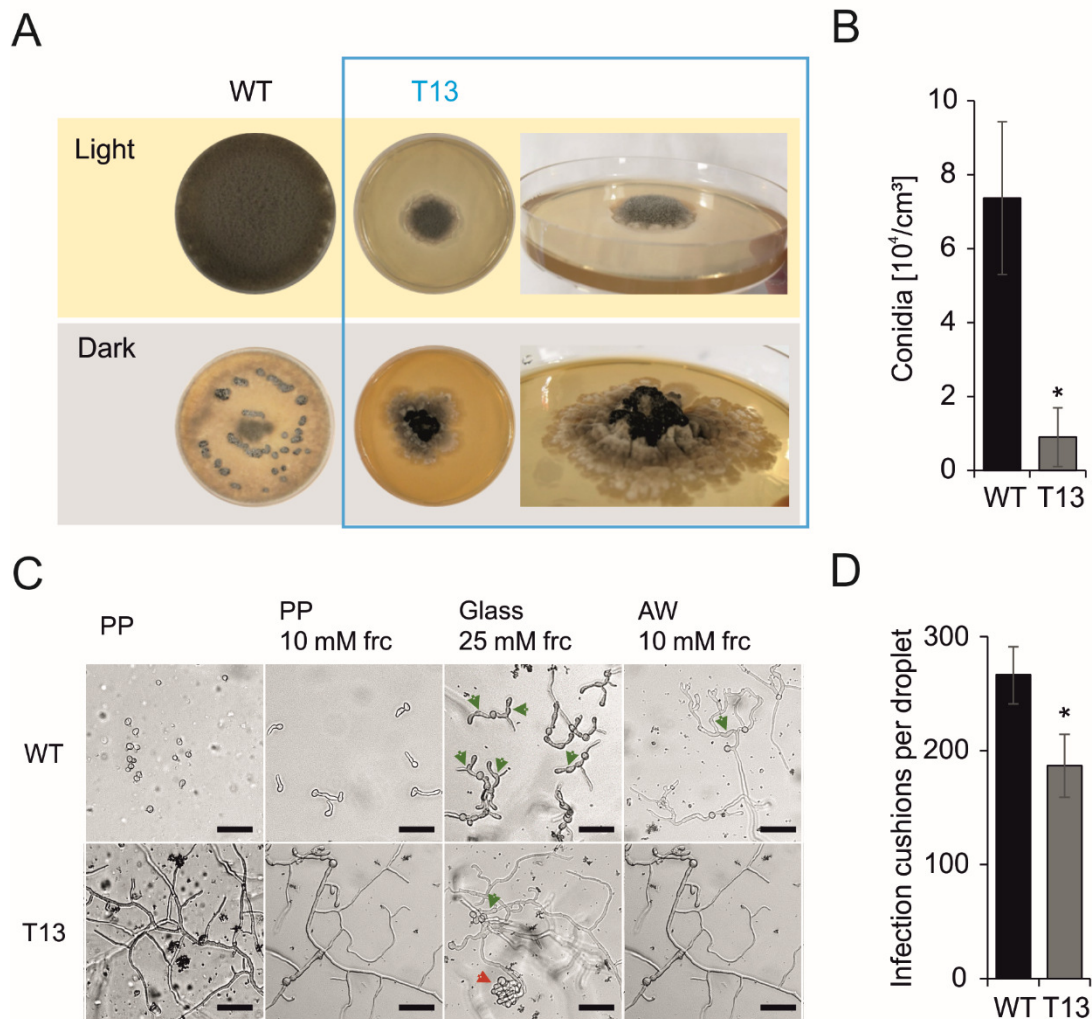 A
WT
T13
Light
Dark
B
Conidia [10⁴/cm³]
10
8
6
4
2
0
*
WT T13
C
PP
PP
10 mM frc
Glass
25 mM frc
AW
10 mM frc
WT
T13
D
Infection cushions per droplet
300
200
100
0
*
WT T13